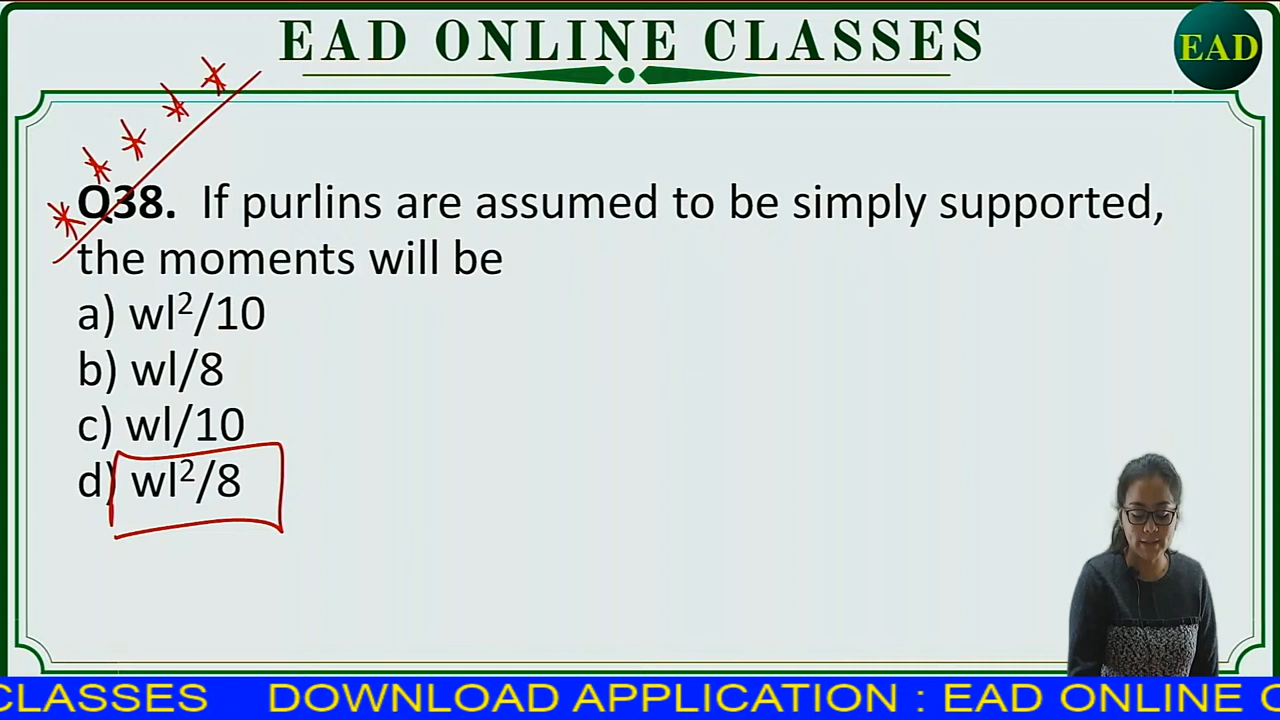 EAD ONLINE CLASSES
EAD
Q38. If purlins are assumed to be simply supported,
the moments will be
a) wl²/10
b) wl/8
c) wl/10
d) wl²/8
CLASSES DOWNLOAD APPLICATION : EAD ONLINE C